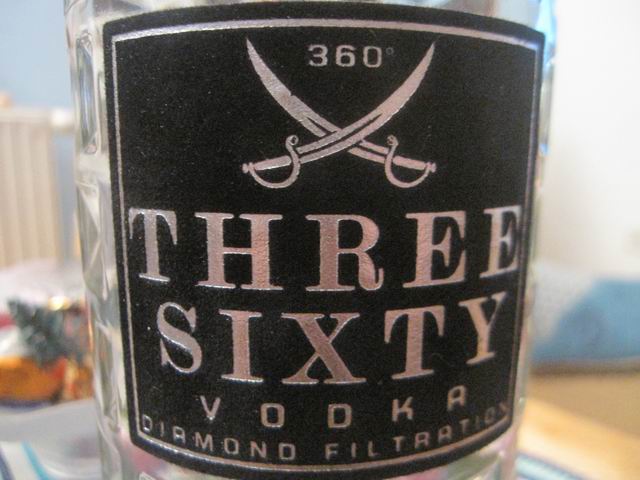 360°
THREE
SIXTY
VODKA
DIAMOND FILTRATION